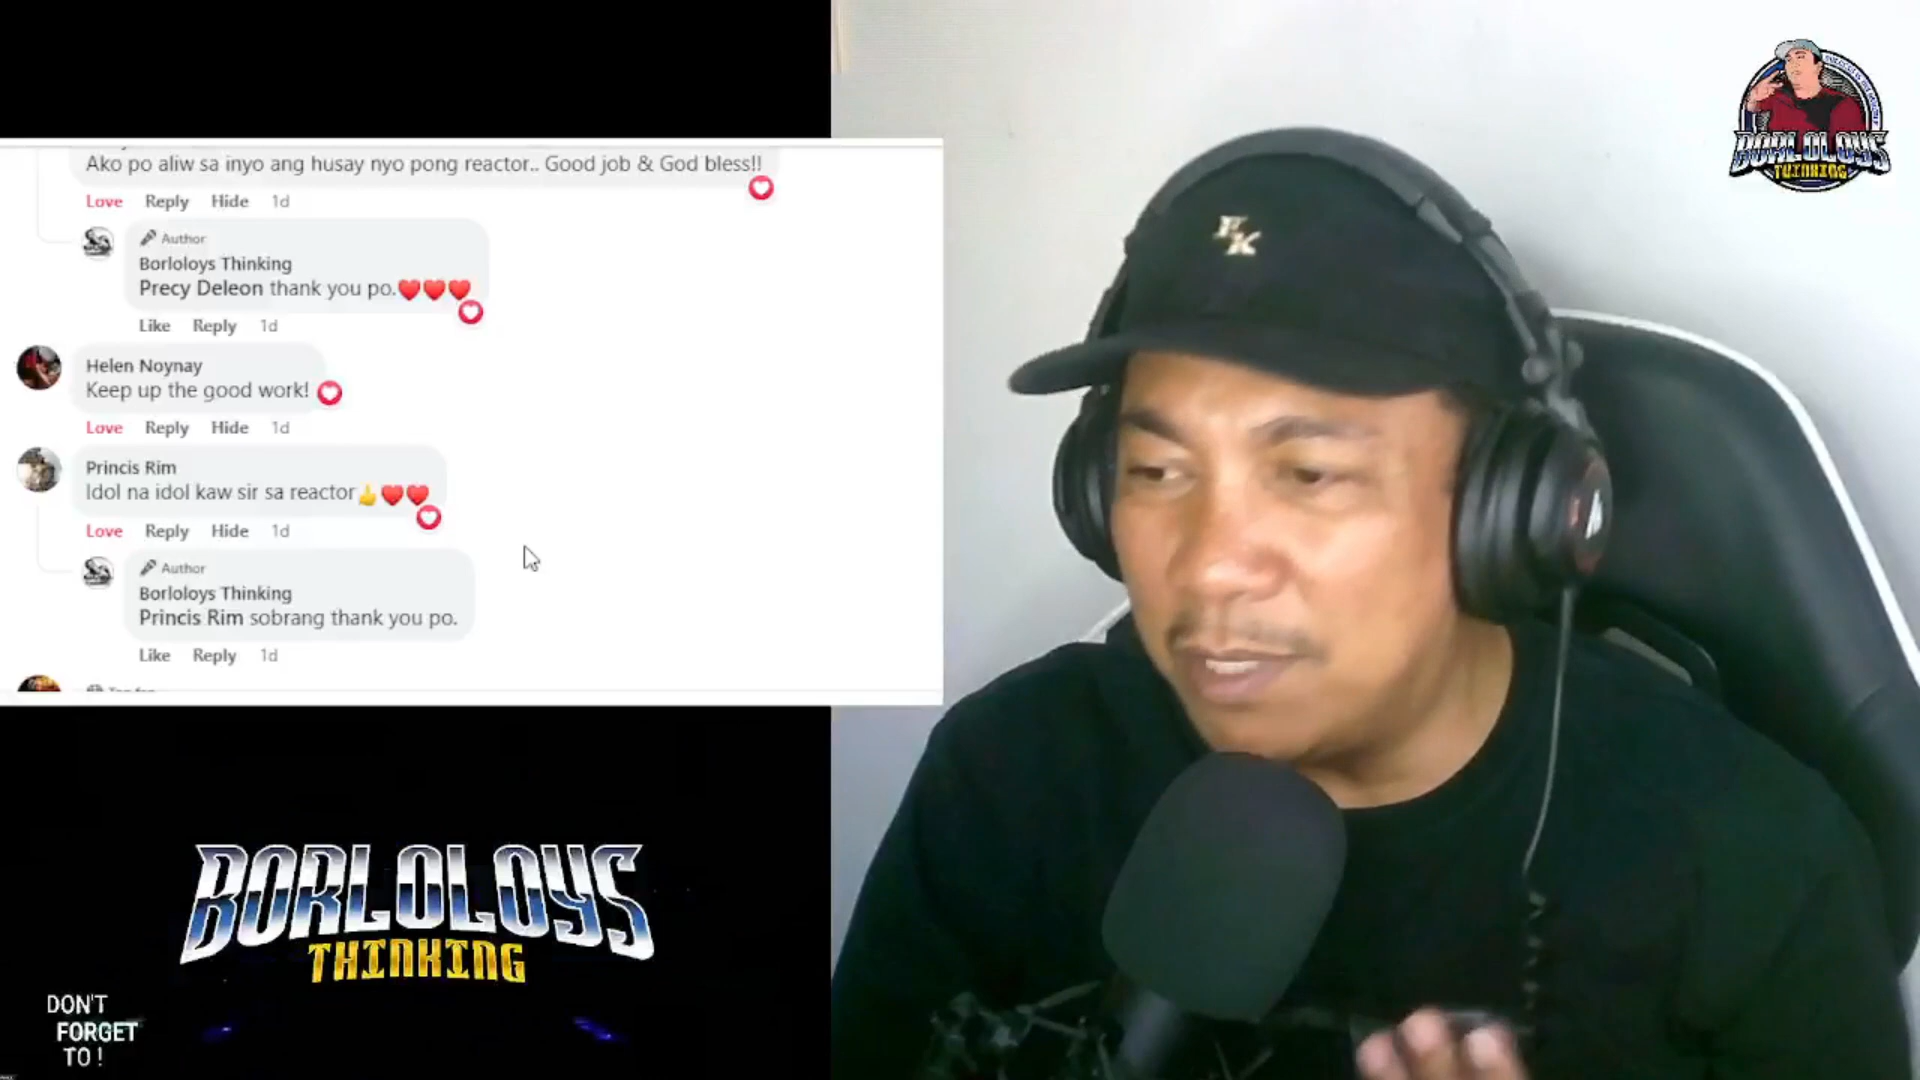 Ako po aliw sa inyo ang husay nyo pong reactor.. Good job & God bless!!
Love Reply Hide 1d
Author
Borloloys Thinking
Precy Deleon thank you po.❤️❤️❤️
Like Reply 1d
Helen Noynay
Keep up the good work!
Love Reply Hide 1d
Princis Rim
Idol na idol kaw sir sa reactor👍❤️❤️
Love Reply Hide 1d
Author
Borloloys Thinking
Princis Rim sobrang thank you po.
Like Reply 1d
BORLOLOYS
THINKING
DON'T
FORGET
TO !
FK
BORLOLOYS
THINKING